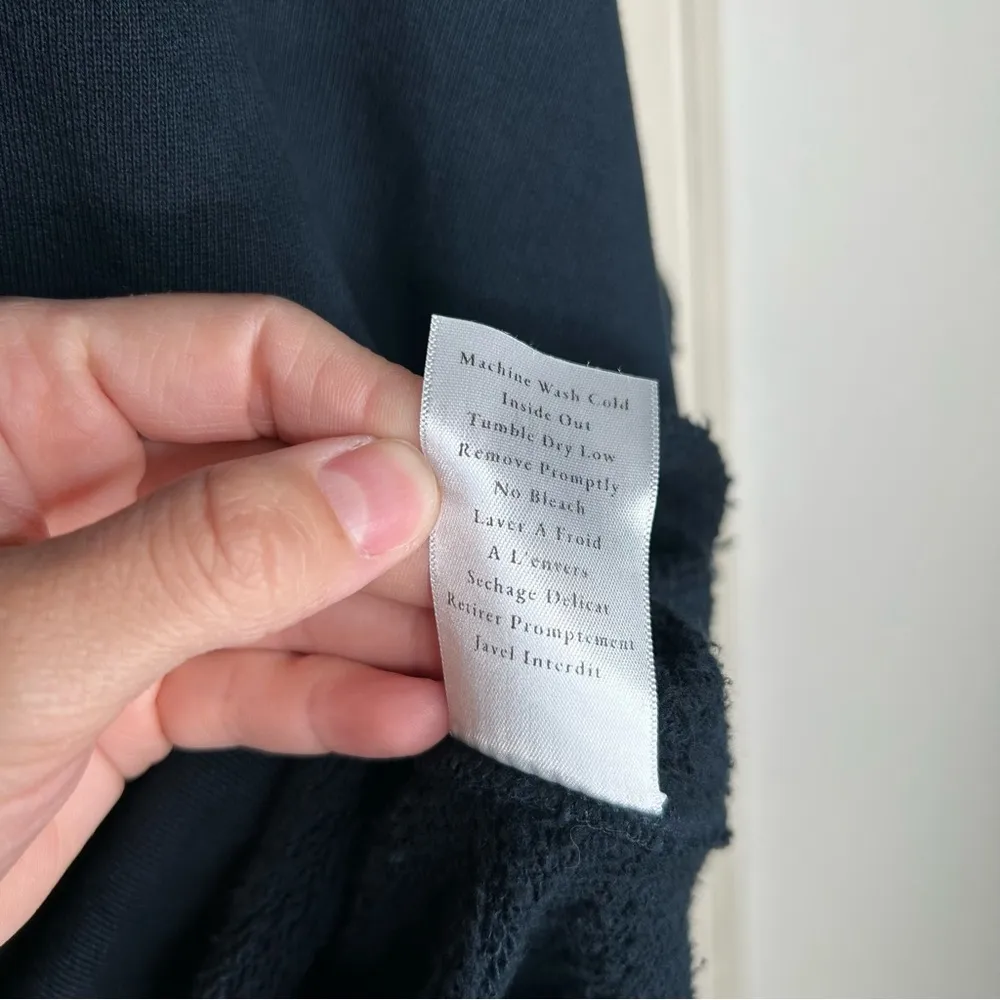 Machine Wash Cold
Inside Out
Tumble Dry Low
Remove Promptly
No Bleach
Laver A Froid
A L'envers
Sechage Delicat
Retirer Promptement
Javel Interdit